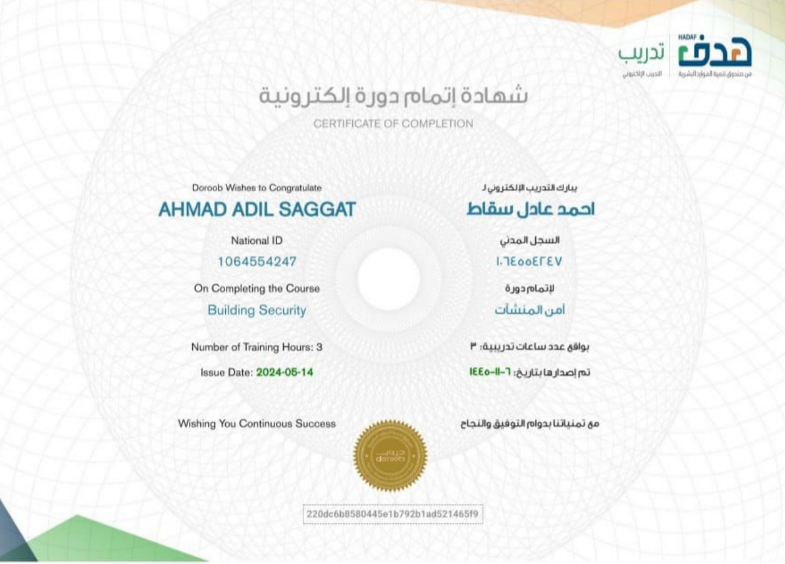 HADAF
هدف
تدريب
من صندوق تنمية الموارد البشرية
التدريب الإلكتروني
شهادة إتمام دورة إلكترونية
CERTIFICATE OF COMPLETION
يبارك التدريب الإلكتروني لـ
احمد عادل سقاط
السجل المدني
١٠٦٤٥٥٤٢٤٧
لإتمام دورة
أمن المنشآت
بواقع عدد ساعات تدريبية: ٣
تم إصدارها بتاريخ: ٦-١١-١٤٤٥
مع تمنياتنا بدوام التوفيق والنجاح
Doroob Wishes to Congratulate
AHMAD ADIL SAGGAT
National ID
1064554247
On Completing the Course
Building Security
Number of Training Hours: 3
Issue Date: 2024-05-14
Wishing You Continuous Success
دروب
doroob
220dc6b8580445e1b792b1ad521465f9